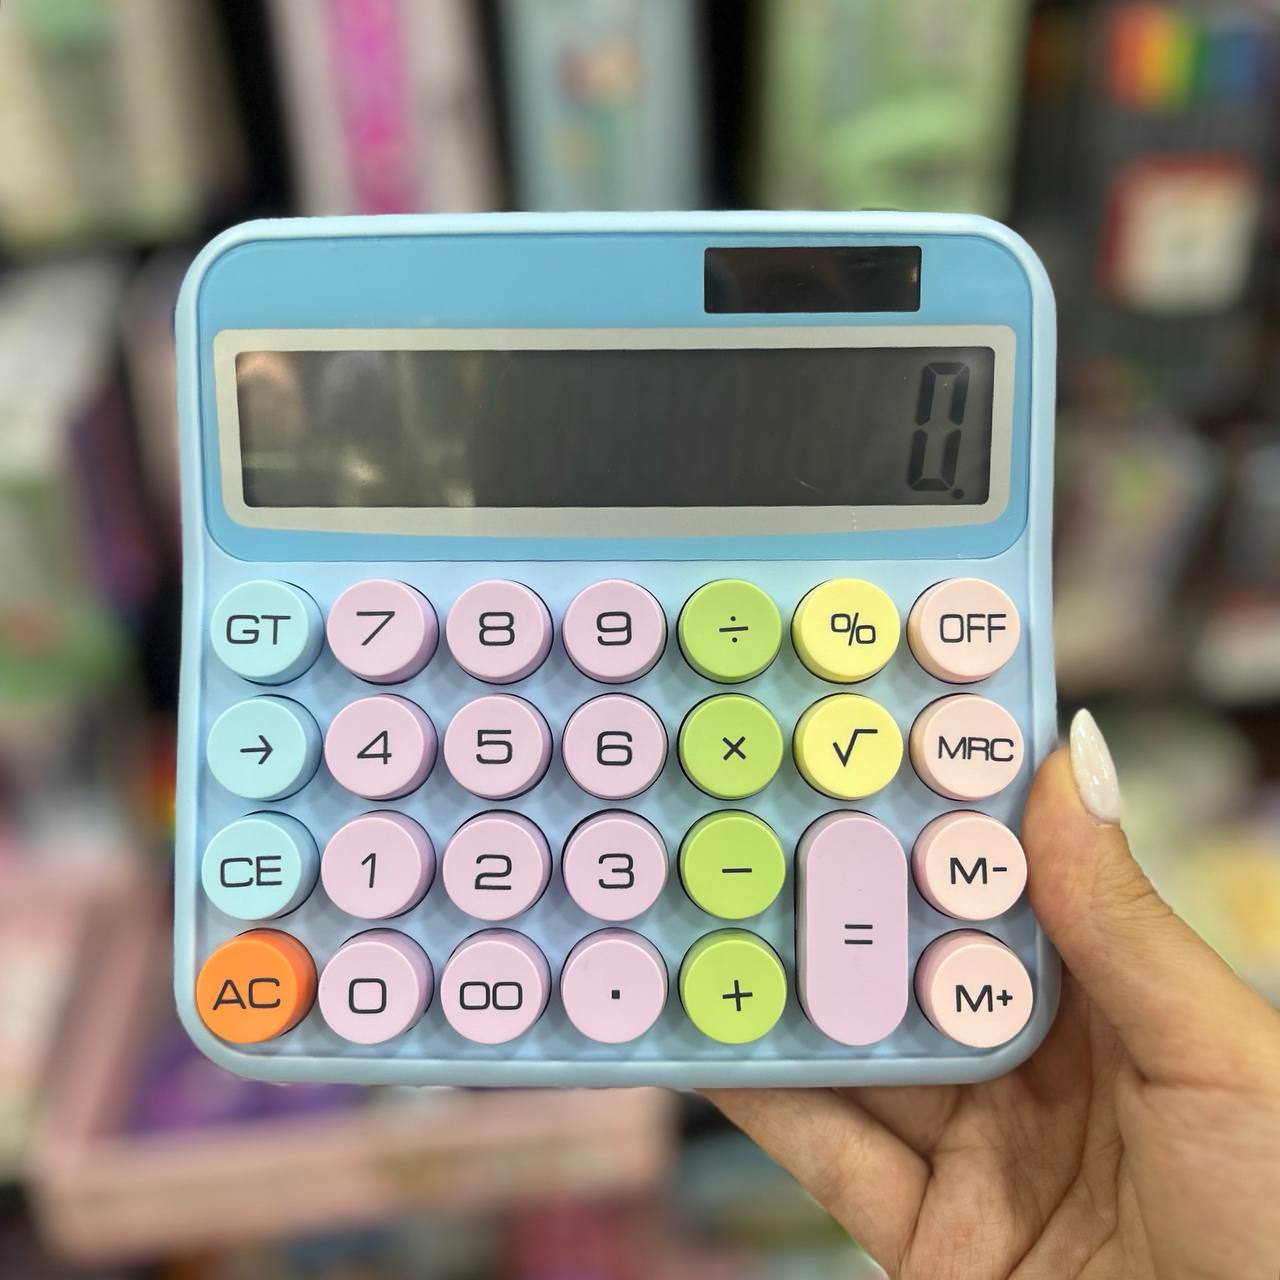 0.
GT 7 8 9 ÷ % OFF
→ 4 5 6 × √ MRC
CE 1 2 3 − = M-
AC 0 00 . + M+